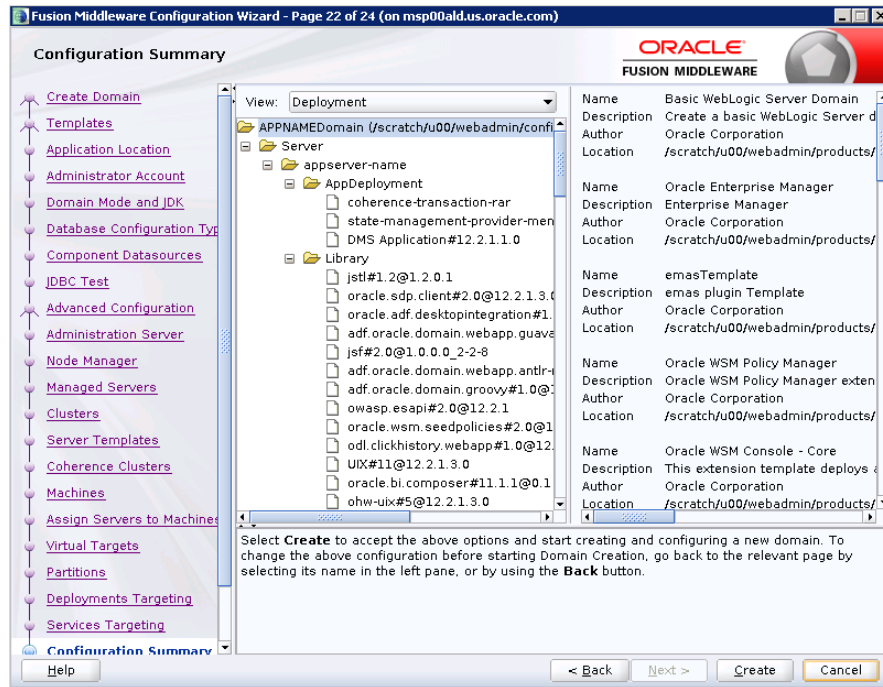 Fusion Middleware Configuration Wizard - Page 22 of 24 (on msp00ald.us.oracle.com)
Configuration Summary
ORACLE
FUSION MIDDLEWARE
Create Domain
Templates
Application Location
Administrator Account
Domain Mode and JDK
Database Configuration Typ
Component Datasources
JDBC Test
Advanced Configuration
Administration Server
Node Manager
Managed Servers
Clusters
Server Templates
Coherence Clusters
Machines
Assign Servers to Machines
Virtual Targets
Partitions
Deployments Targeting
Services Targeting
Configuration Summary
View: Deployment
APPNAMEDomain (/scratch/u00/webadmin/confi
Server
appserver-name
AppDeployment
coherence-transaction-rar
state-management-provider-men
DMS Application#12.2.1.1.0
Library
jstl#1.2@1.2.0.1
oracle.sdp.client#2.0@12.2.1.3.0
oracle.adf.desktopintegration#1.
adf.oracle.domain.webapp.guava
jsf#2.0@1.0.0.0_2-2-8
adf.oracle.domain.webapp.antlr-
adf.oracle.domain.groovy#1.0@
owasp.esapi#2.0@12.2.1
oracle.wsm.seedpolicies#2.0@1
odl.clickhistory.webapp#1.0@12.
UIX#11@12.2.1.3.0
oracle.bi.composer#11.1.1@0.1
ohw-uix#5@12.2.1.3.0
Name Basic WebLogic Server Domain
Description Create a basic WebLogic Server d
Author Oracle Corporation
Location /scratch/u00/webadmin/products/
Name Oracle Enterprise Manager
Description Enterprise Manager
Author Oracle Corporation
Location /scratch/u00/webadmin/products/
Name emasTemplate
Description emas plugin Template
Author Oracle Corporation
Location /scratch/u00/webadmin/products/
Name Oracle WSM Policy Manager
Description Oracle WSM Policy Manager exten
Author Oracle Corporation
Location /scratch/u00/webadmin/products/
Name Oracle WSM Console - Core
Description This extension template deploys a
Author Oracle Corporation
Location /scratch/u00/webadmin/products/
Select Create to accept the above options and start creating and configuring a new domain. To
change the above configuration before starting Domain Creation, go back to the relevant page by
selecting its name in the left pane, or by using the Back button.
Help
< Back
Next >
Create
Cancel